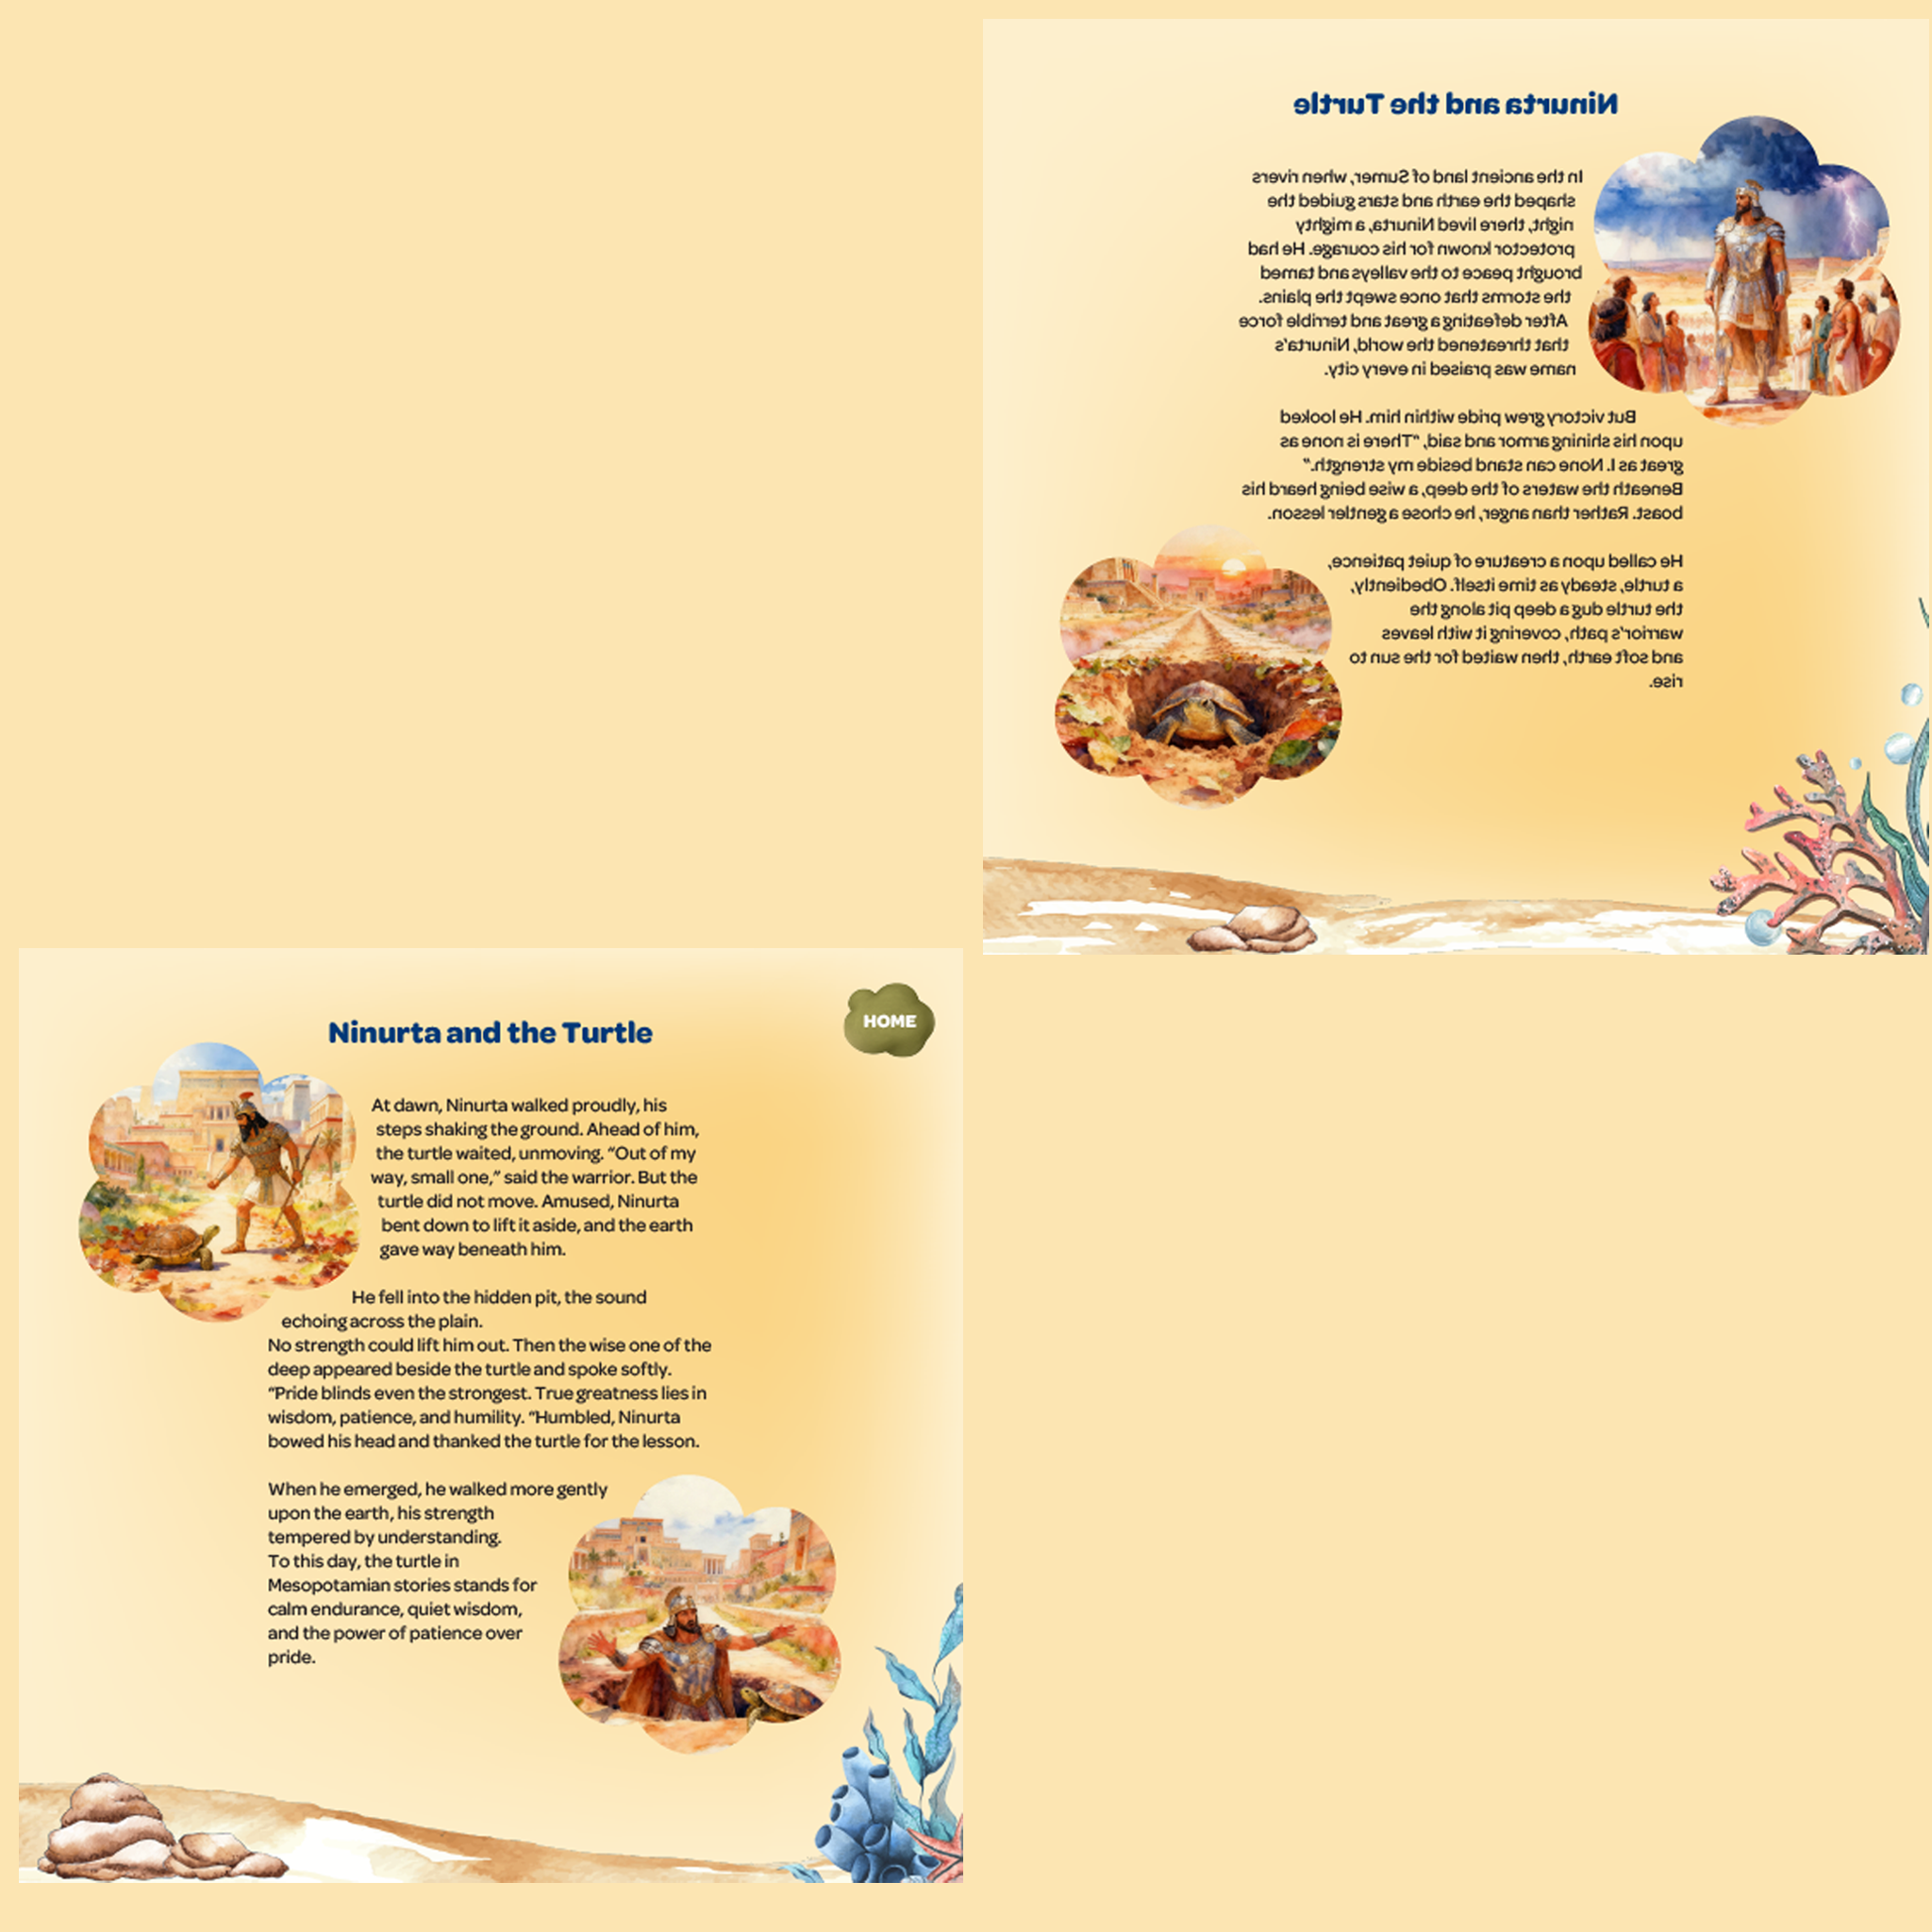 Ninurta and the Turtle
In the ancient land of Sumer, when rivers
shaped the earth and stars guided the
night, there lived Ninurta, a mighty
protector known for his courage. He had
brought peace to the valleys and tamed
the storms that once swept the plains.
After defeating a great and terrible force
that threatened the world, Ninurta's
name was praised in every city.
But victory grew pride within him. He looked
upon his shining armor and said, “There is none as
great as I. None can stand beside my strength.”
Beneath the waters of the deep, a wise being heard his
boast. Rather than anger, he chose a gentler lesson.
He called upon a creature of quiet patience,
a turtle, steady as time itself. Obediently,
the turtle dug a deep pit along the
warrior's path, covering it with leaves
and soft earth, then waited for the sun to
rise.
HOME
Ninurta and the Turtle
At dawn, Ninurta walked proudly, his
steps shaking the ground. Ahead of him,
the turtle waited, unmoving. “Out of my
way, small one,” said the warrior. But the
turtle did not move. Amused, Ninurta
bent down to lift it aside, and the earth
gave way beneath him.
He fell into the hidden pit, the sound
echoing across the plain.
No strength could lift him out. Then the wise one of the
deep appeared beside the turtle and spoke softly.
“Pride blinds even the strongest. True greatness lies in
wisdom, patience, and humility. “Humbled, Ninurta
bowed his head and thanked the turtle for the lesson.
When he emerged, he walked more gently
upon the earth, his strength
tempered by understanding.
To this day, the turtle in
Mesopotamian stories stands for
calm endurance, quiet wisdom,
and the power of patience over
pride.